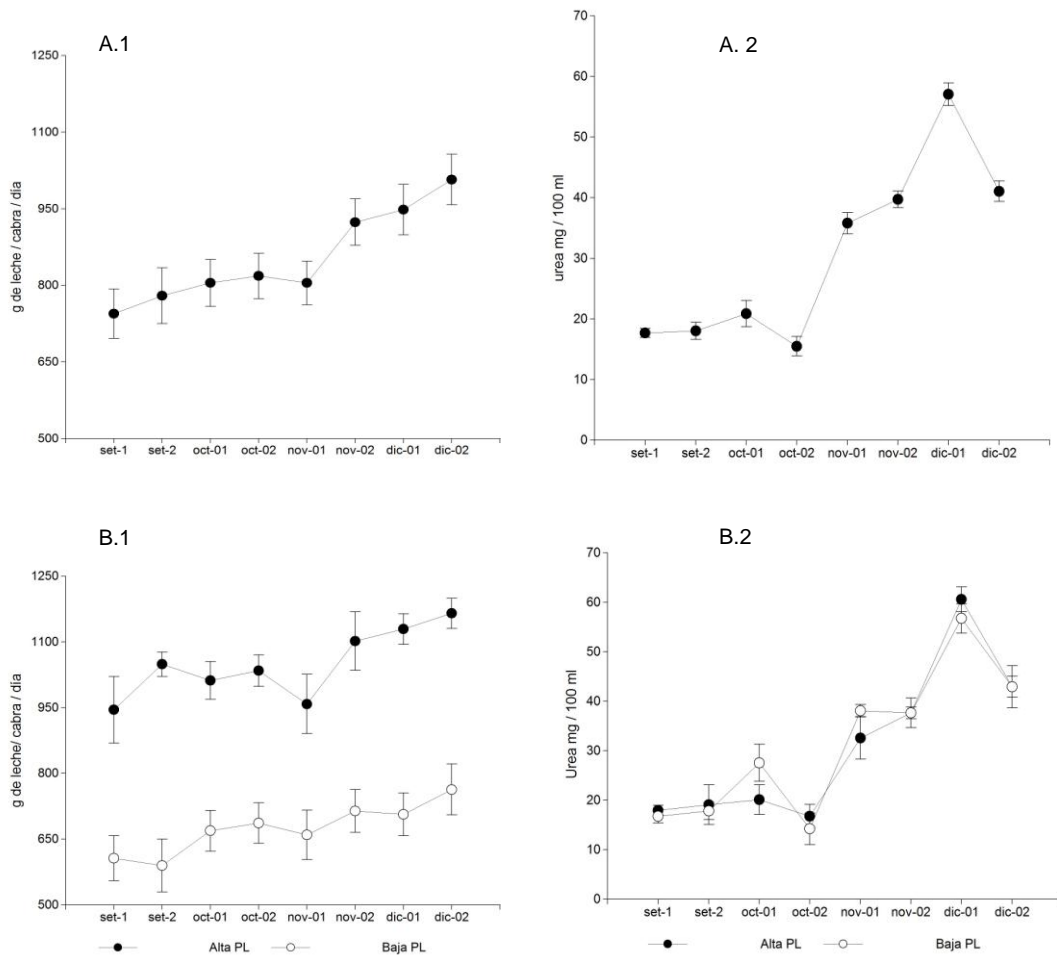 A.1
1250
1100
950
800
650
500
g de leche / cabra / día
set-1 set-2 oct-01 oct-02 nov-01 nov-02 dic-01 dic-02
A. 2
70
60
50
40
30
20
10
0
urea mg / 100 ml
set-1 set-2 oct-01 oct-02 nov-01 nov-02 dic-01 dic-02
B.1
1250
1100
950
800
650
500
g de leche/ cabra / día
set-1 set-2 oct-01 oct-02 nov-01 nov-02 dic-01 dic-02
Alta PL Baja PL
B.2
70
60
50
40
30
20
10
0
Urea mg / 100 ml
set-1 set-2 oct-01 oct-02 nov-01 nov-02 dic-01 dic-02
Alta PL Baja PL